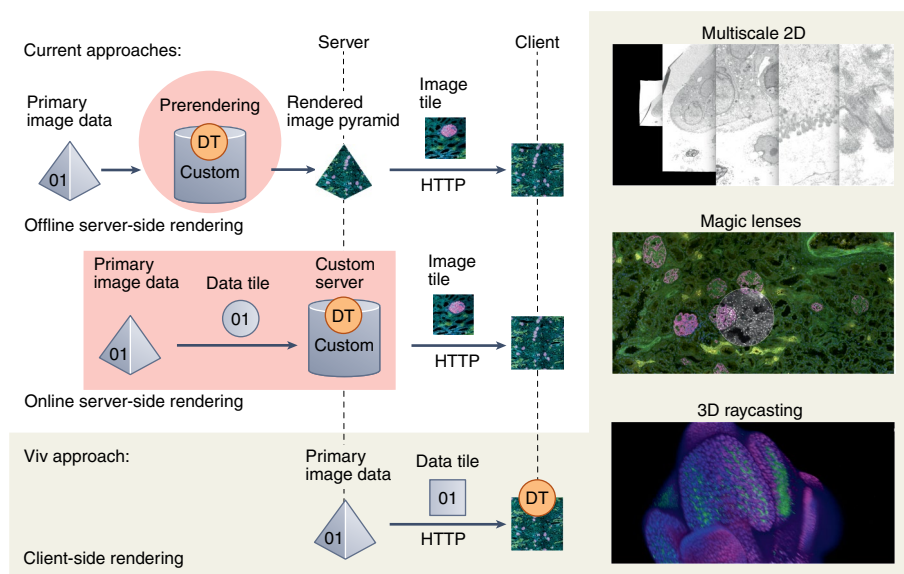 Current approaches:
Server
Client
Primary
image data
Prerendering
Rendered
image pyramid
Image
tile
01
DT
Custom
HTTP
Offline server-side rendering
Primary
image data
Data tile
Custom
server
Image
tile
01
01
DT
Custom
HTTP
Online server-side rendering
Viv approach:
Primary
image data
Data tile
01
01
DT
HTTP
Client-side rendering
Multiscale 2D
Magic lenses
3D raycasting